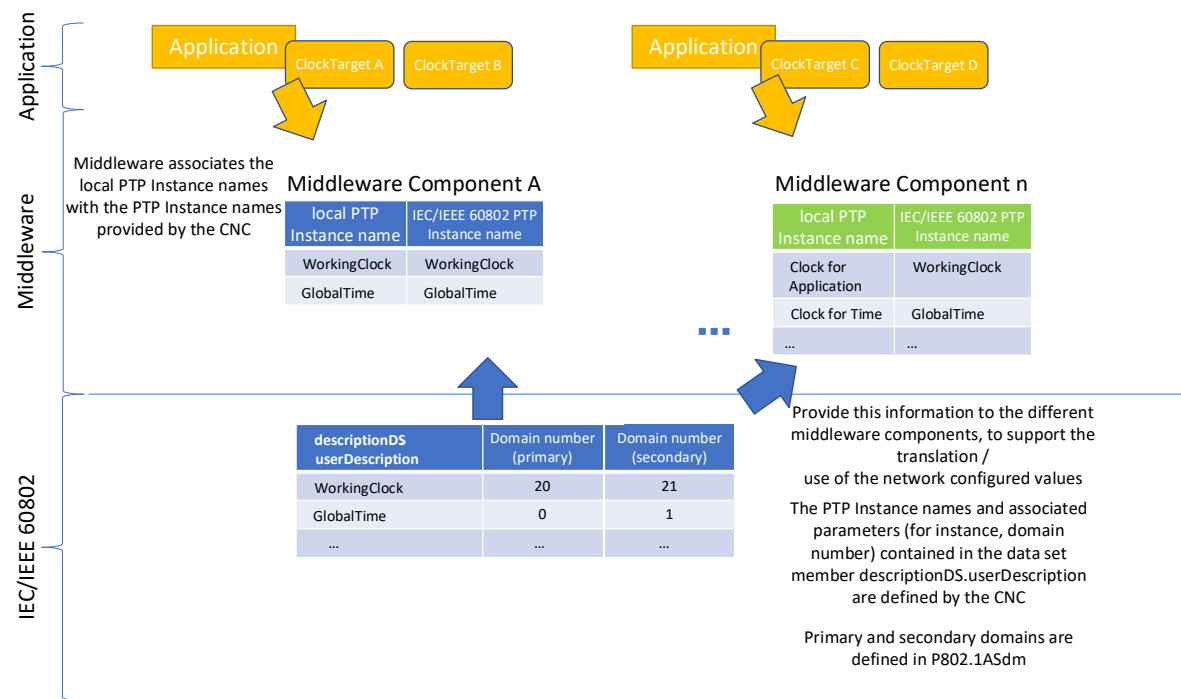 Application
Application
ClockTarget A
ClockTarget B
Application
ClockTarget C
ClockTarget D
Middleware
Middleware associates the
local PTP Instance names
with the PTP Instance names
provided by the CNC
Middleware Component A
local PTP
Instance name
IEC/IEEE 60802 PTP
Instance name
WorkingClock
WorkingClock
GlobalTime
GlobalTime
...
Middleware Component n
local PTP
Instance name
IEC/IEEE 60802 PTP
Instance name
Clock for
Application
WorkingClock
Clock for Time
GlobalTime
...
...
IEC/IEEE 60802
descriptionDS
userDescription
Domain number
(primary)
Domain number
(secondary)
WorkingClock
20
21
GlobalTime
0
1
...
...
...
Provide this information to the different
middleware components, to support the
translation /
use of the network configured values
The PTP Instance names and associated
parameters (for instance, domain
number) contained in the data set
member descriptionDS.userDescription
are defined by the CNC
Primary and secondary domains are
defined in P802.1ASdm